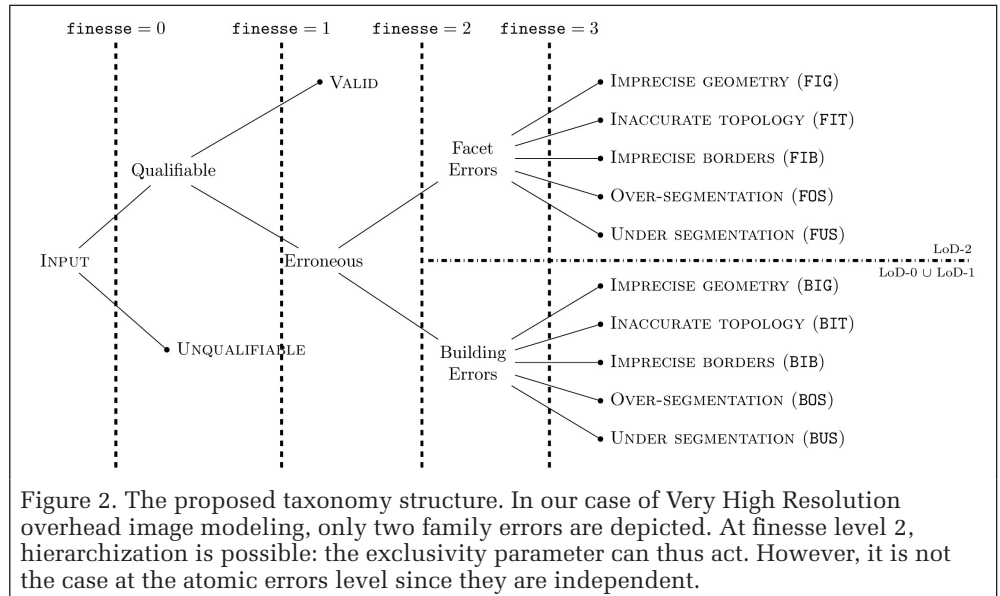 finesse = 0 finesse = 1 finesse = 2 finesse = 3
VALID
Qualifiable
INPUT
UNQUALIFIABLE
Erroneous
Facet
Errors
IMPRECISE GEOMETRY (FIG)
INACCURATE TOPOLOGY (FIT)
IMPRECISE BORDERS (FIB)
OVER-SEGMENTATION (FOS)
UNDER SEGMENTATION (FUS)
LoD-2
LoD-0 ∪ LoD-1
Building
Errors
IMPRECISE GEOMETRY (BIG)
INACCURATE TOPOLOGY (BIT)
IMPRECISE BORDERS (BIB)
OVER-SEGMENTATION (BOS)
UNDER SEGMENTATION (BUS)
Figure 2. The proposed taxonomy structure. In our case of Very High Resolution
overhead image modeling, only two family errors are depicted. At finesse level 2,
hierarchization is possible: the exclusivity parameter can thus act. However, it is not
the case at the atomic errors level since they are independent.